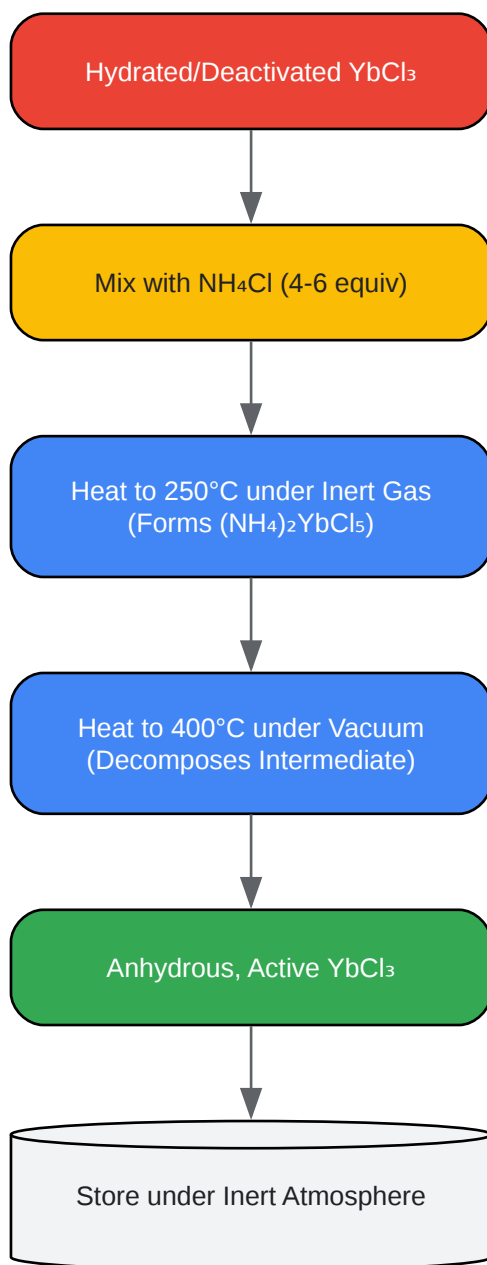 Hydrated/Deactivated YbCl₃
Mix with NH₄Cl (4-6 equiv)
Heat to 250°C under Inert Gas
(Forms (NH₄)₂YbCl₅)
Heat to 400°C under Vacuum
(Decomposes Intermediate)
Anhydrous, Active YbCl₃
Store under Inert Atmosphere